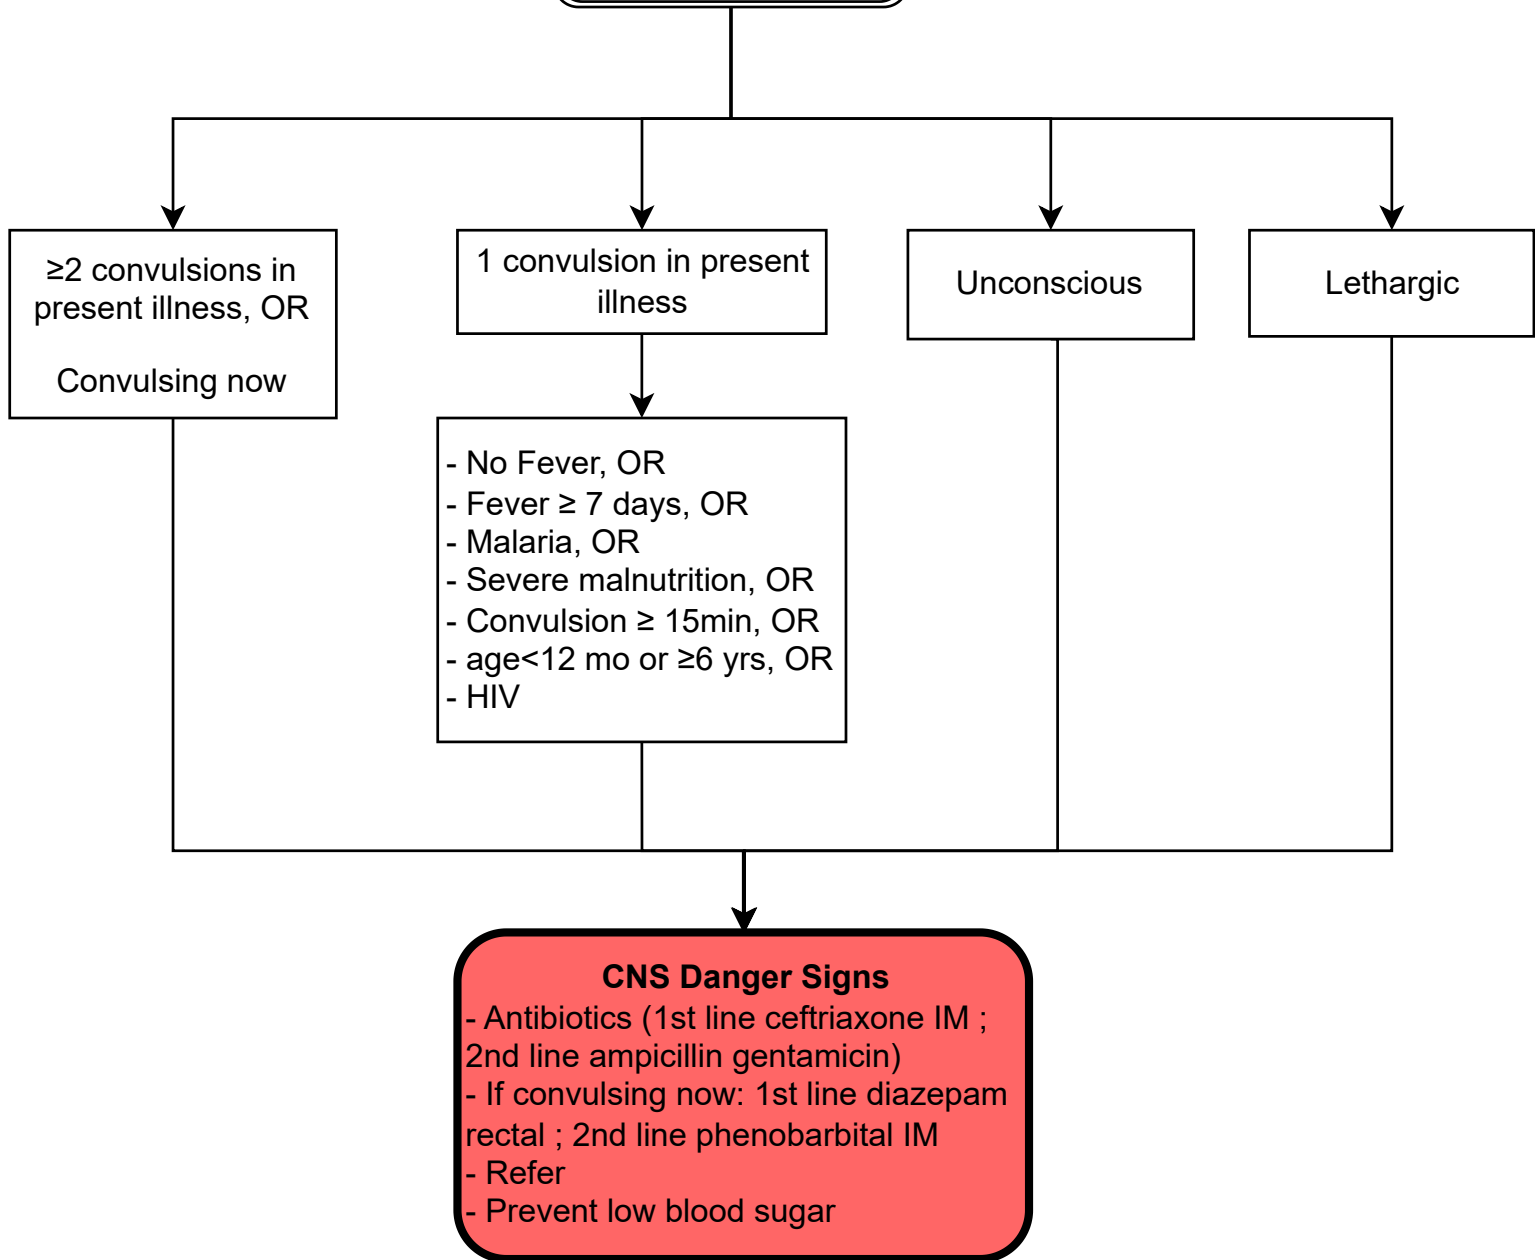 ≥2 convulsions in
present illness, OR
Convulsing now
1 convulsion in present
illness
Unconscious
Lethargic
- No Fever, OR
- Fever ≥ 7 days, OR
- Malaria, OR
- Severe malnutrition, OR
- Convulsion ≥ 15min, OR
- age<12 mo or ≥6 yrs, OR
- HIV
CNS Danger Signs
- Antibiotics (1st line ceftriaxone IM ;
2nd line ampicillin gentamicin)
- If convulsing now: 1st line diazepam
rectal ; 2nd line phenobarbital IM
- Refer
- Prevent low blood sugar